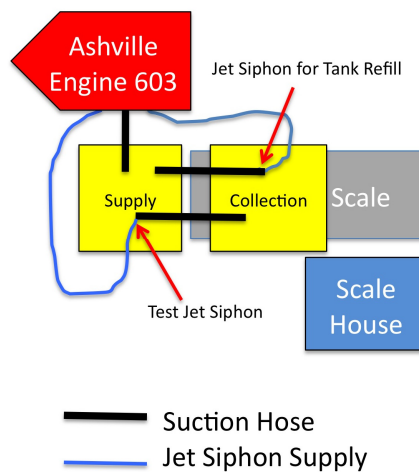 Ashville
Engine 603
Jet Siphon for Tank Refill
Supply
Collection
Scale
Test Jet Siphon
Scale
House
Suction Hose
Jet Siphon Supply